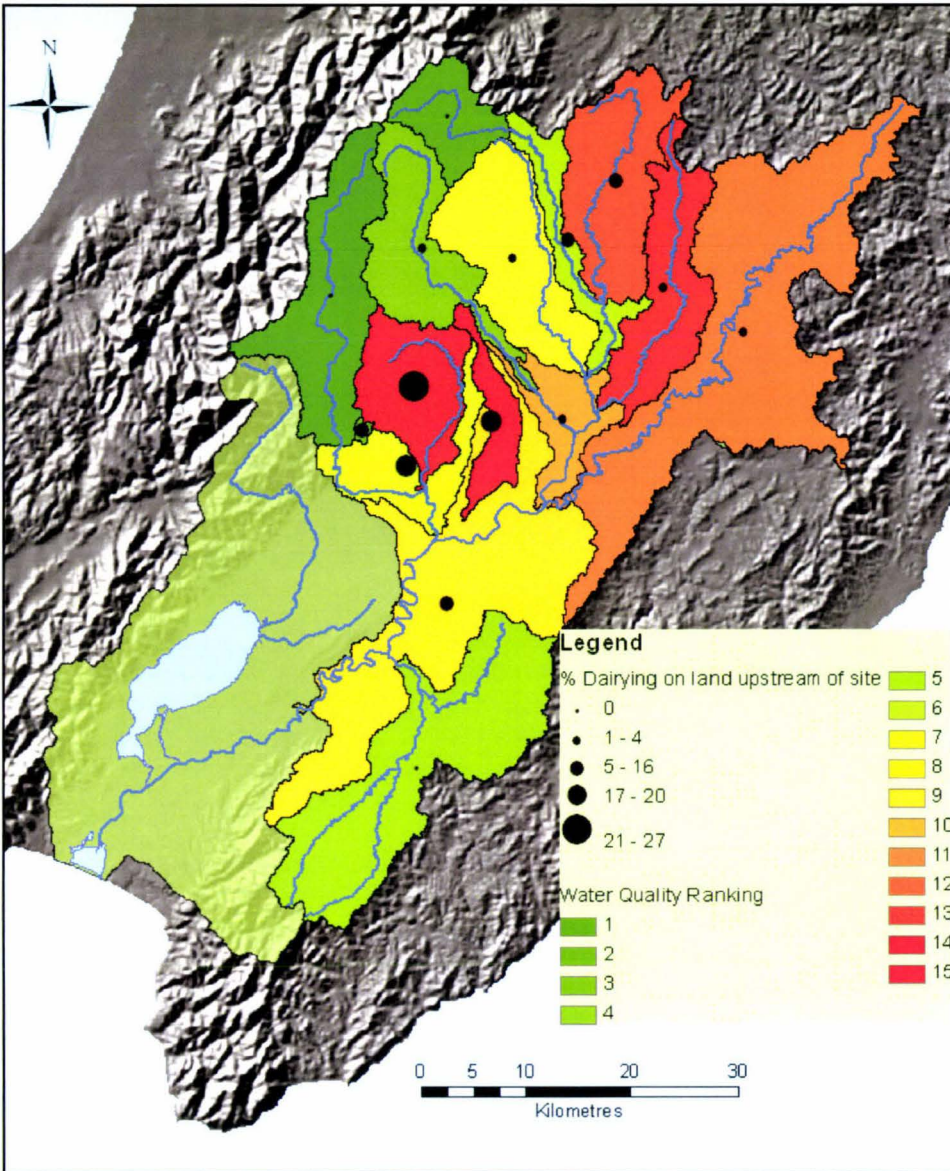 N
Legend
% Dairying on land upstream of site
0
1 - 4
5 - 16
17 - 20
21 - 27
Water Quality Ranking
1
2
3
4
5
6
7
8
9
10
11
12
13
14
15
0 5 10 20 30
Kilometres